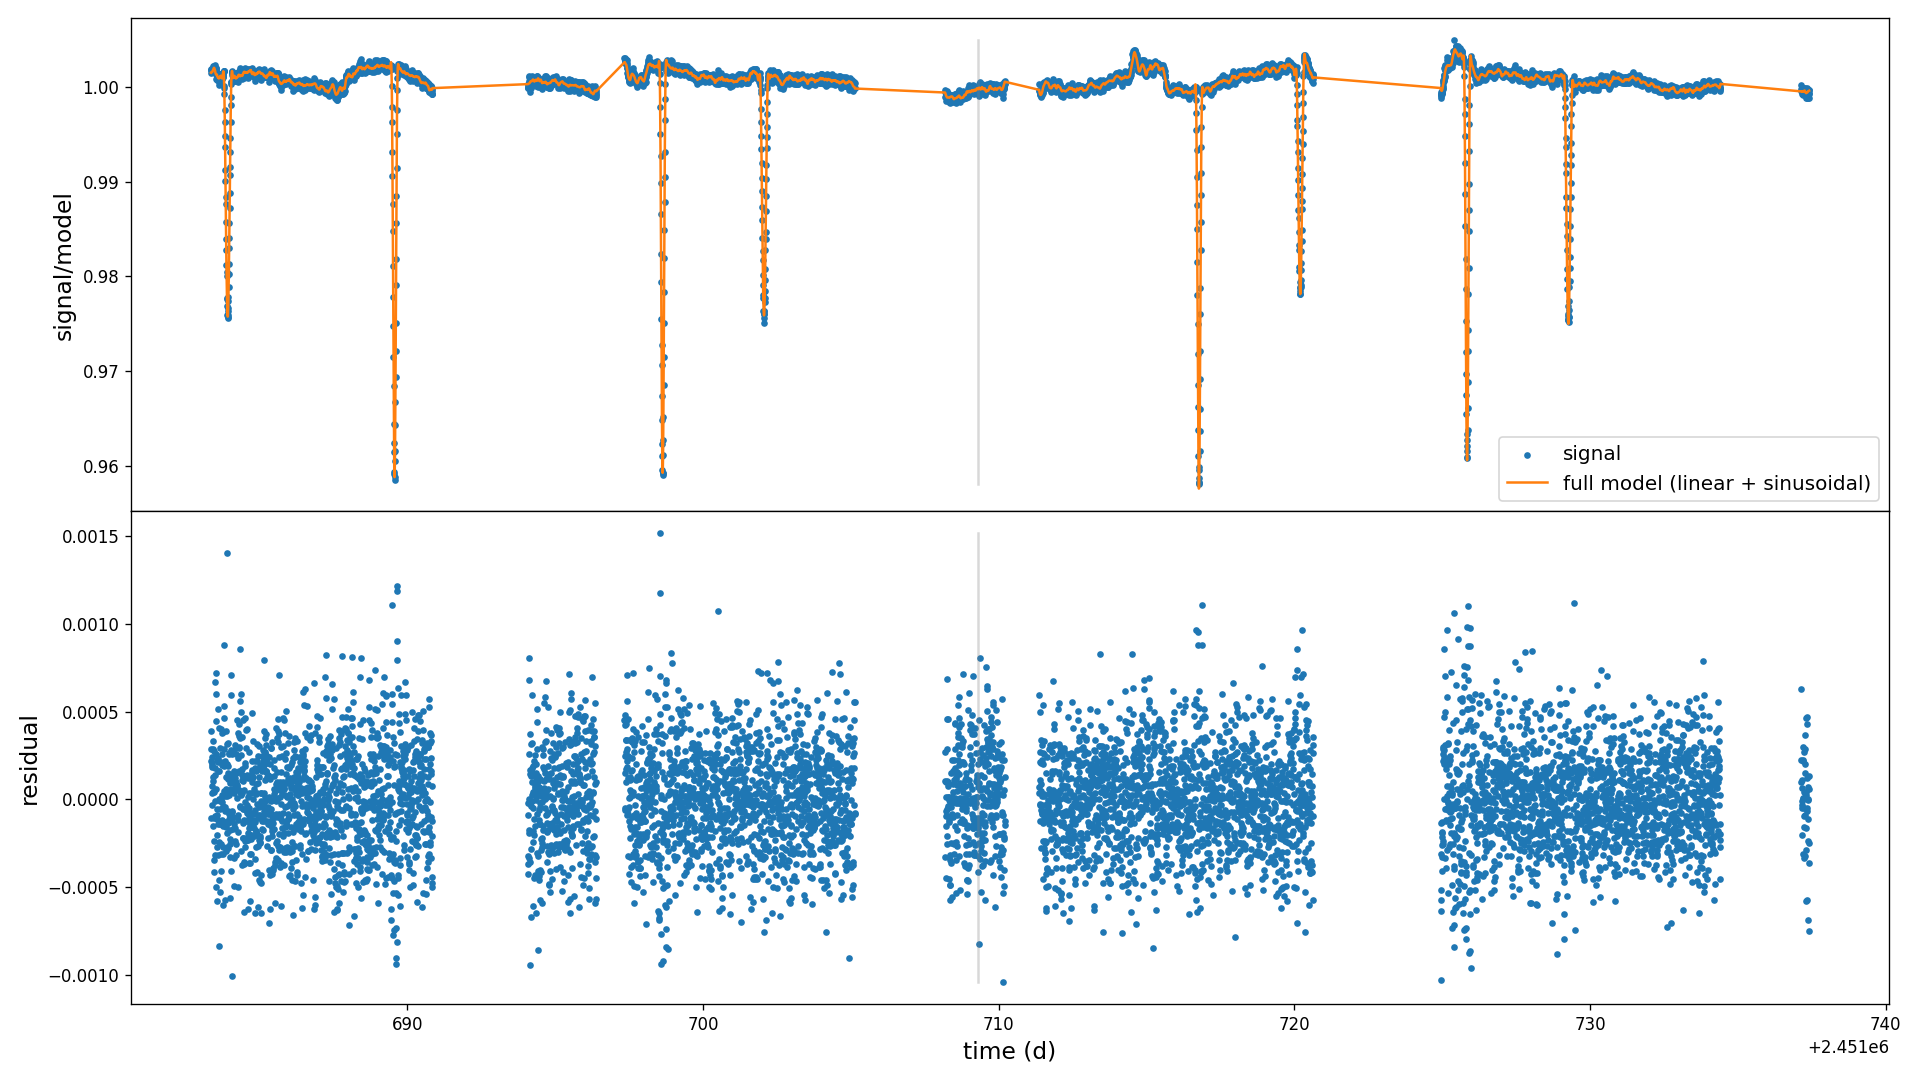 signal/model
1.00
0.99
0.98
0.97
0.96
signal
full model (linear + sinusoidal)
residual
0.0015
0.0010
0.0005
0.0000
−0.0005
−0.0010
690
700
710
720
730
740
time (d)
+2.451e6